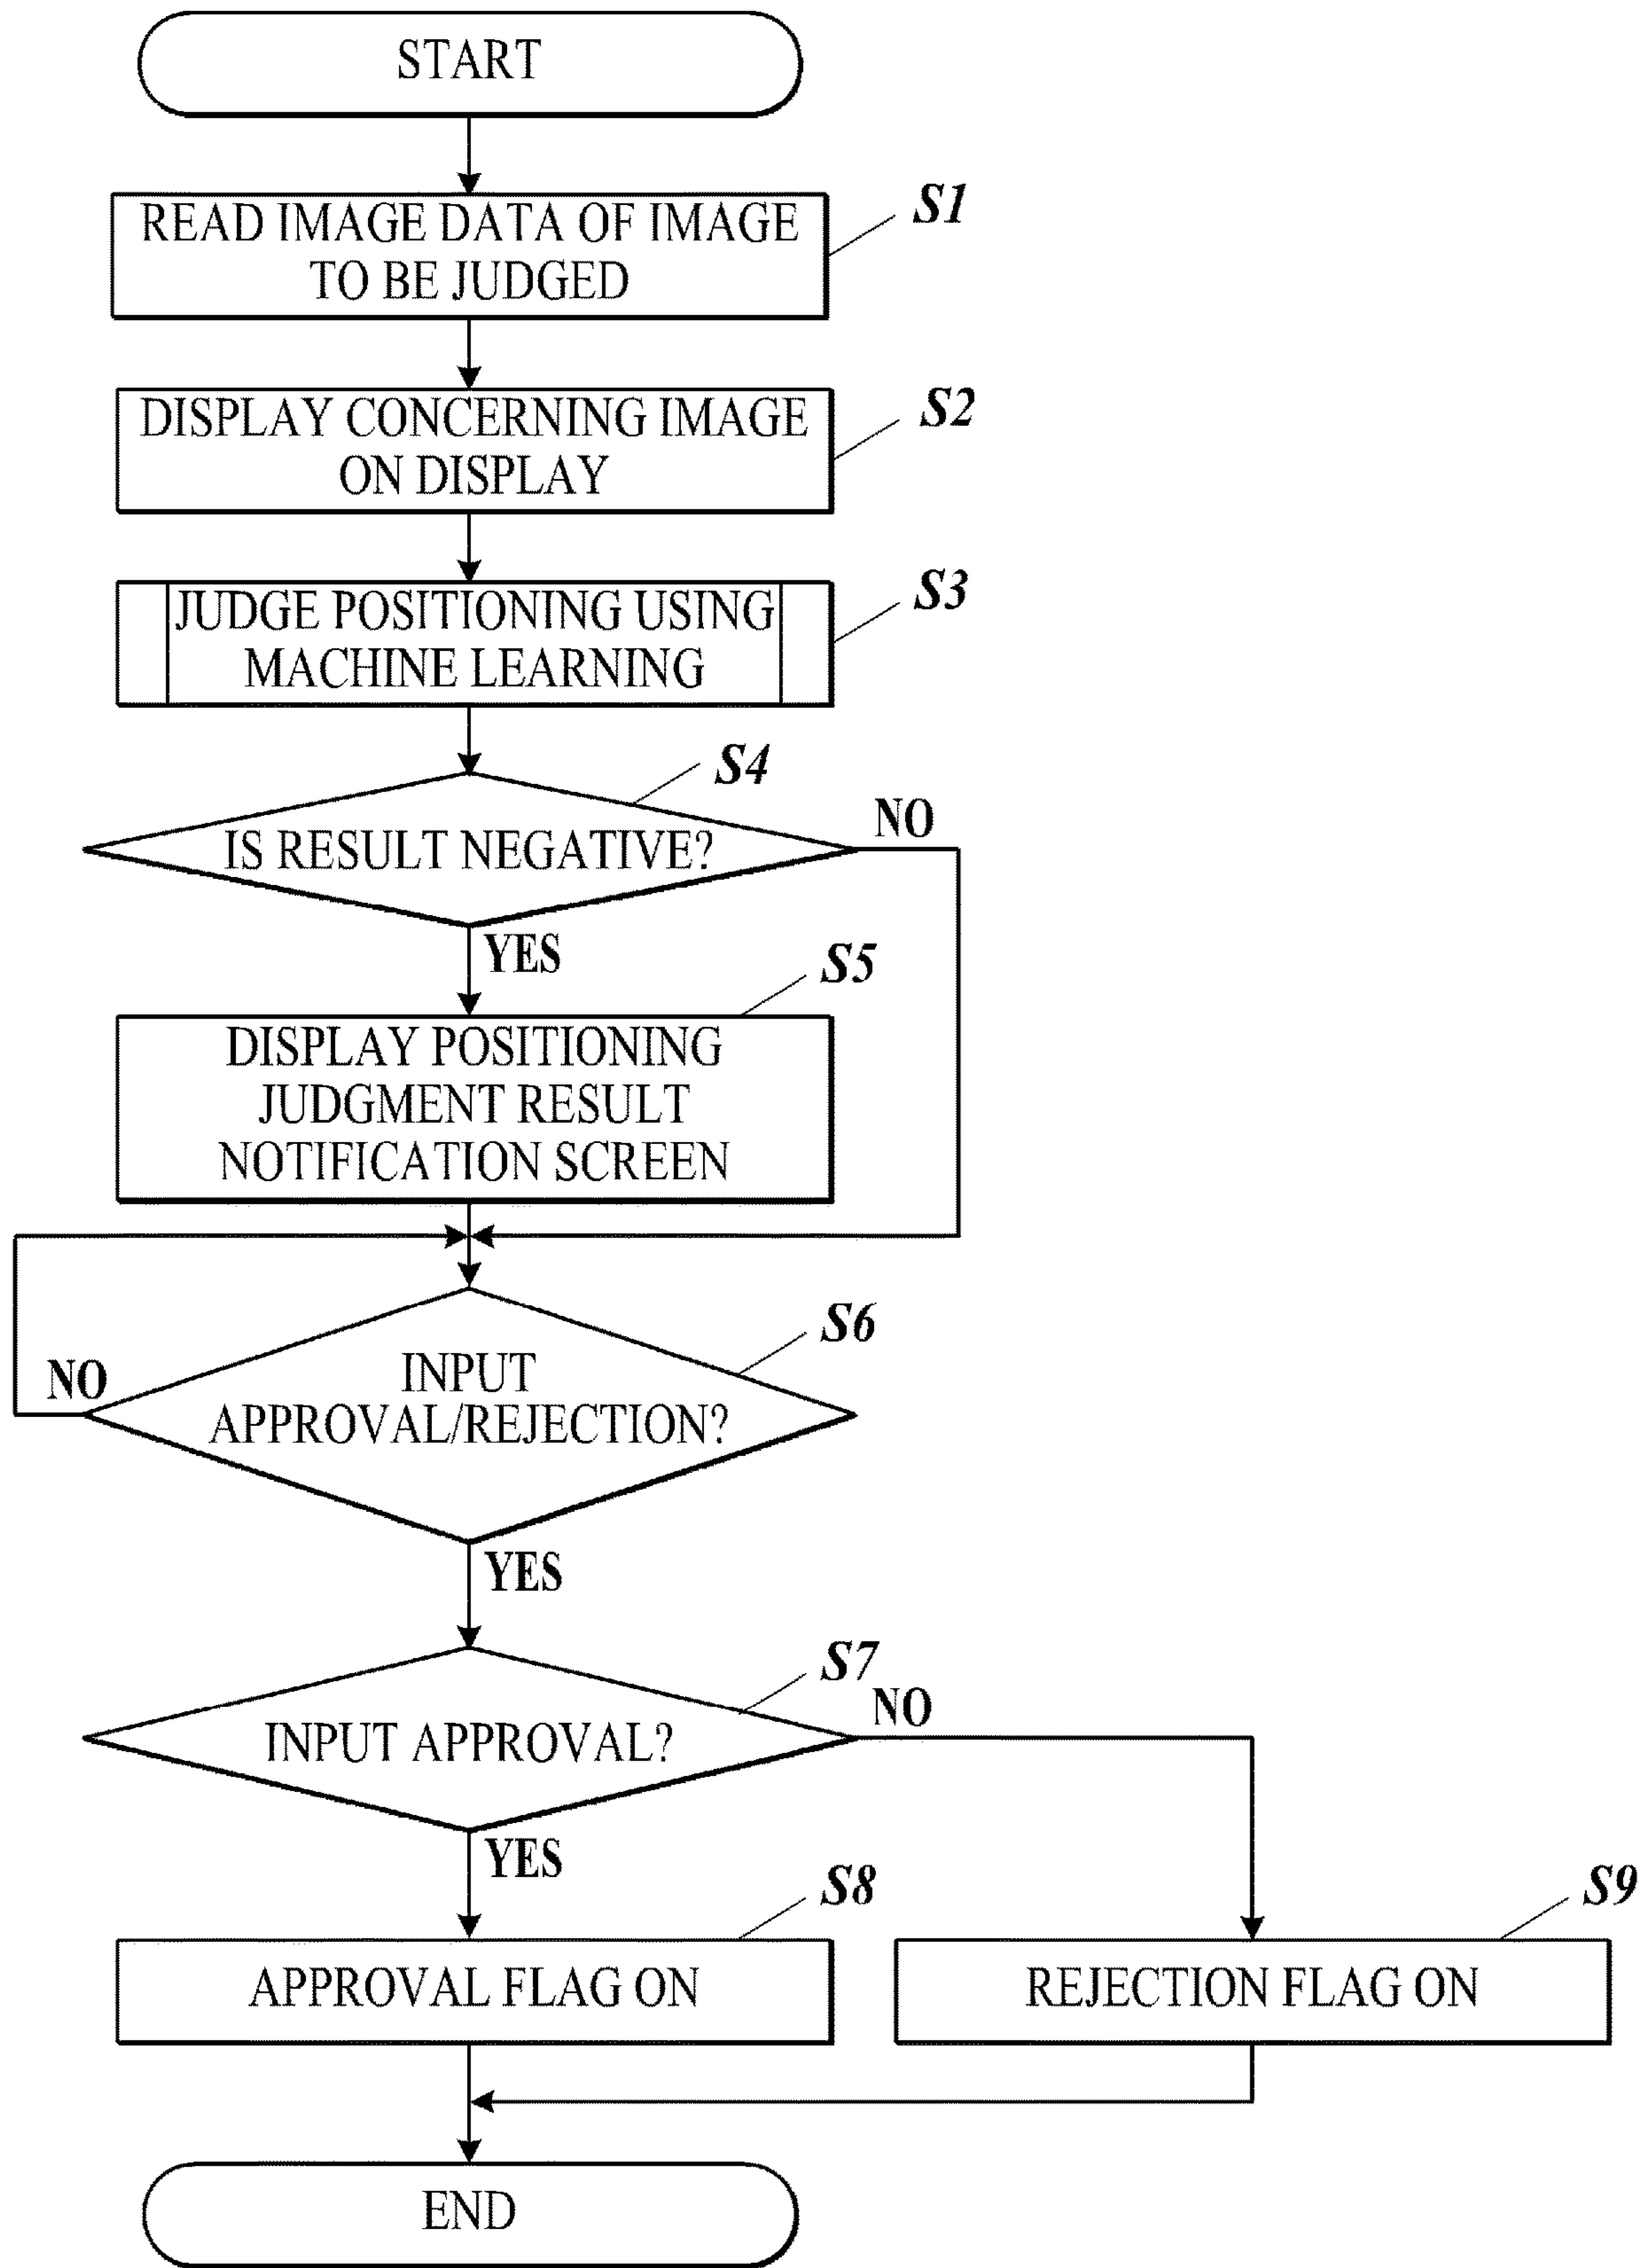 START
READ IMAGE DATA OF IMAGE
TO BE JUDGED
S1
DISPLAY CONCERNING IMAGE
ON DISPLAY
S2
JUDGE POSITIONING USING
MACHINE LEARNING
S3
S4
IS RESULT NEGATIVE?
NO
YES
S5
DISPLAY POSITIONING
JUDGMENT RESULT
NOTIFICATION SCREEN
S6
INPUT
APPROVAL/REJECTION?
NO
YES
S7
INPUT APPROVAL?
NO
YES
S8
APPROVAL FLAG ON
S9
REJECTION FLAG ON
END